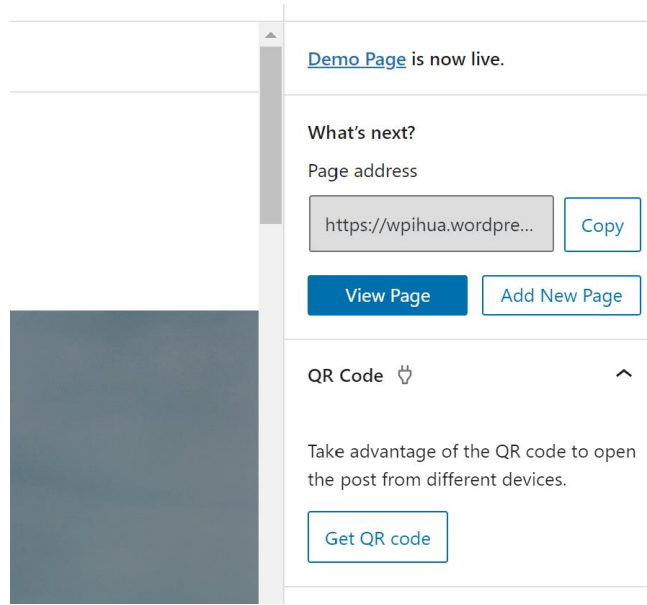 Demo Page is now live.
What's next?
Page address
https://wpihua.wordpre...
Copy
View Page
Add New Page
QR Code
Take advantage of the QR code to open
the post from different devices.
Get QR code